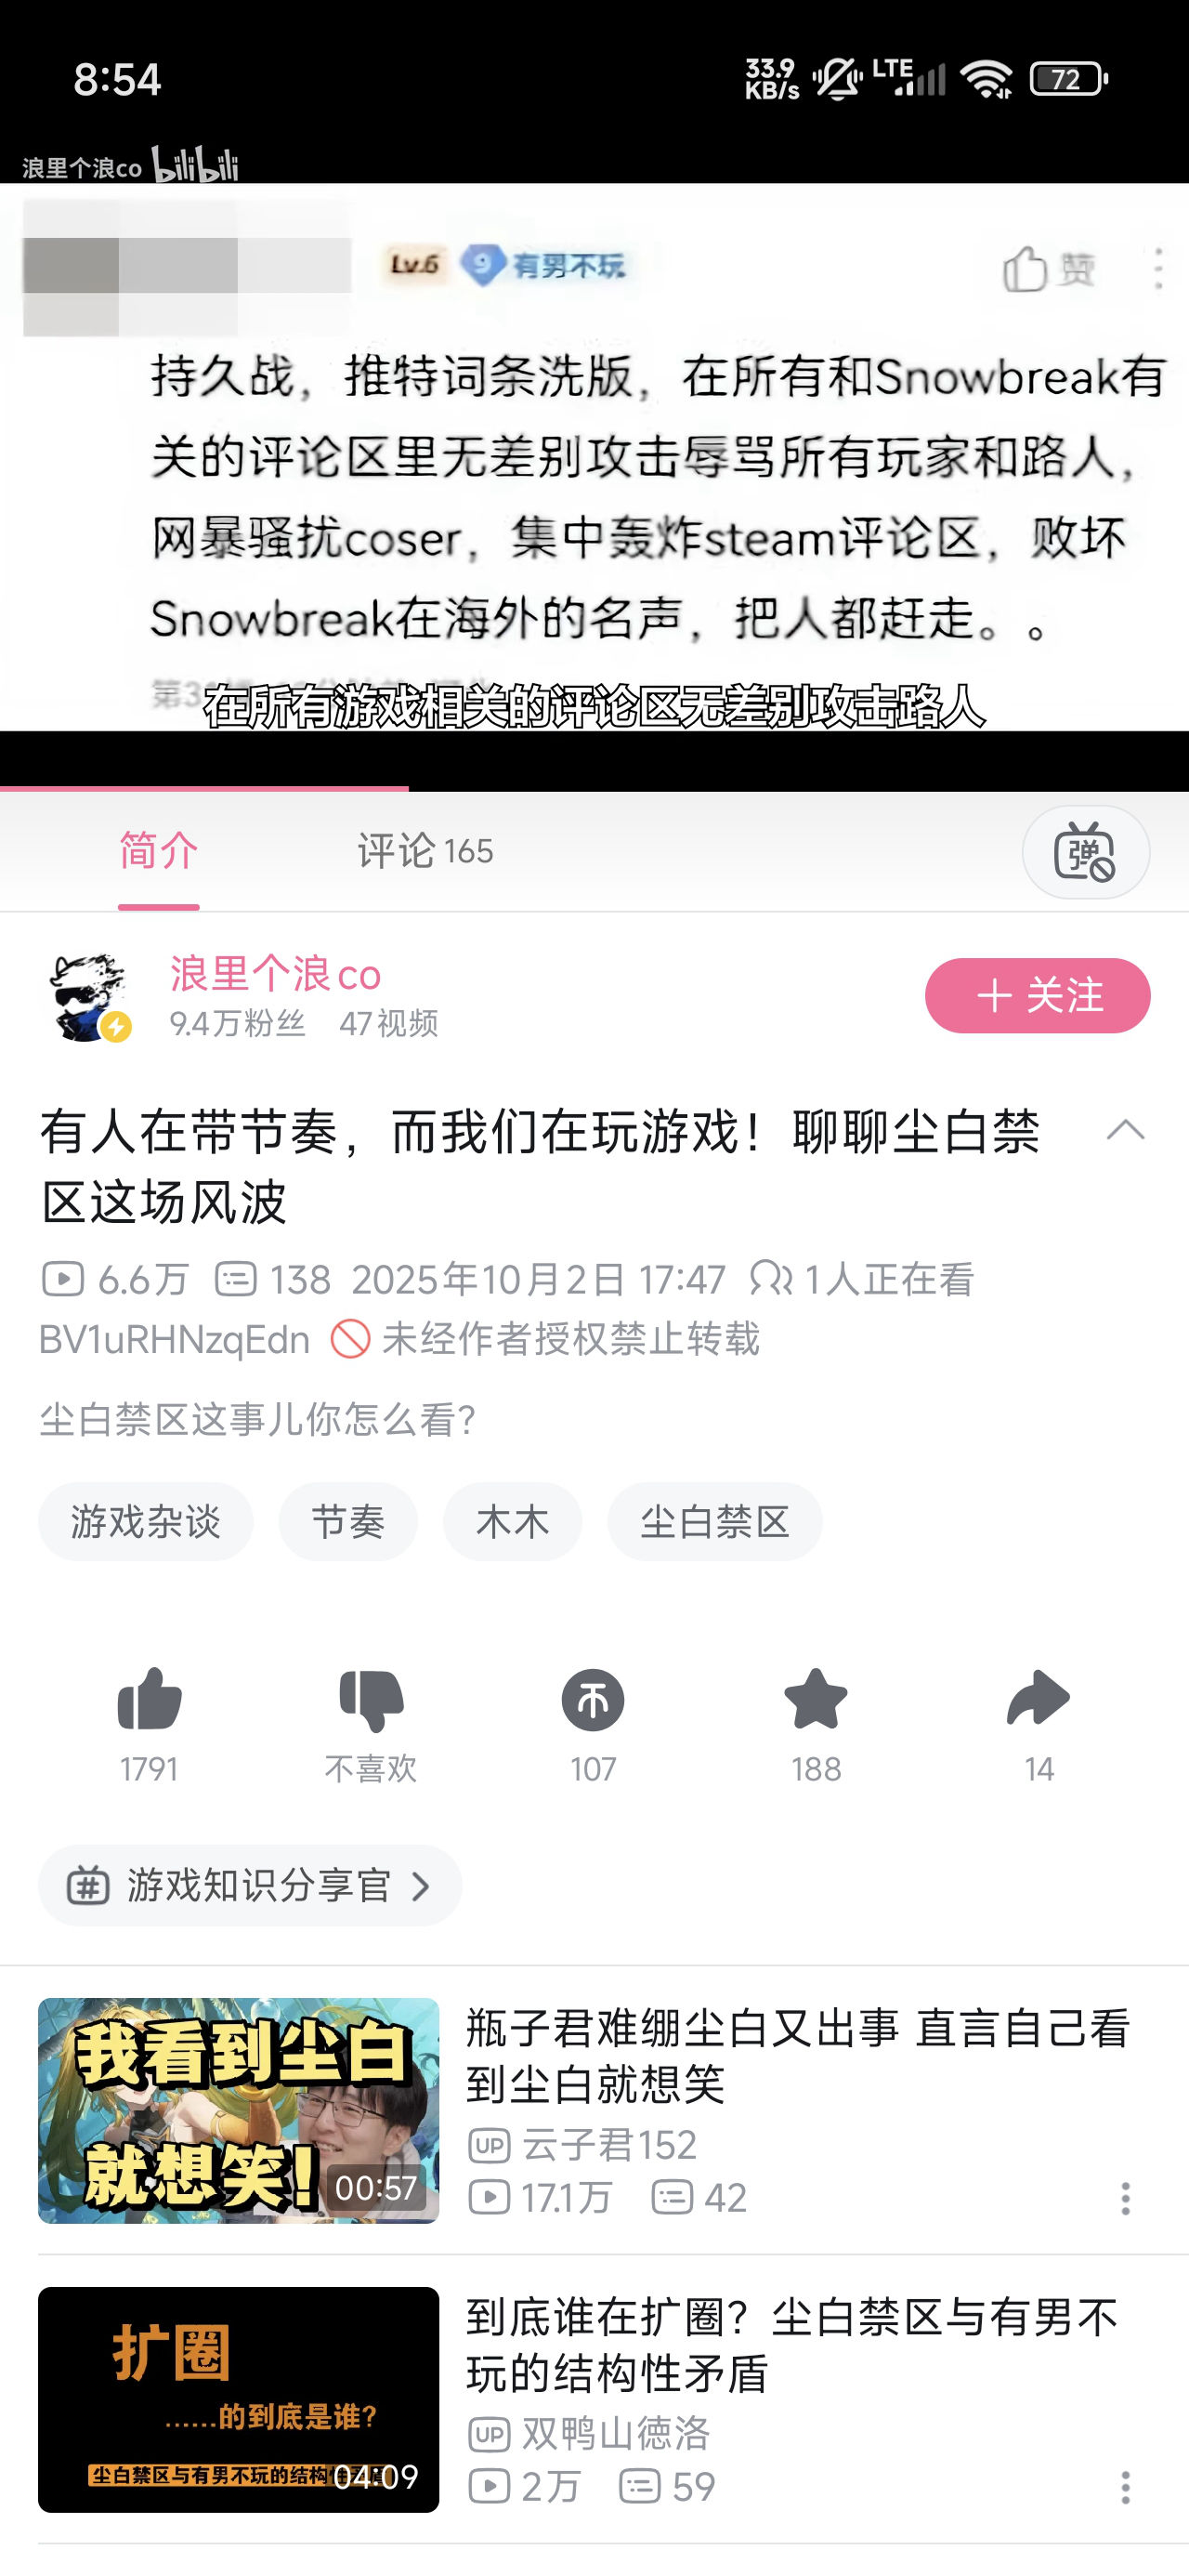 8:54
33.9
KB/s
LTE
72
浪里个浪co bilibili
Lv.6 9 有男不玩 赞
持久战，推特词条洗版，在所有和Snowbreak有
关的评论区里无差别攻击辱骂所有玩家和路人，
网暴骚扰coser，集中轰炸steam评论区，败坏
Snowbreak在海外的名声，把人都赶走。。
在所有游戏相关的评论区无差别攻击路人
简介 评论 165
弹
浪里个浪co
9.4万粉丝 47视频
＋ 关注
有人在带节奏，而我们在玩游戏！聊聊尘白禁
区这场风波
6.6万 138 2025年10月2日 17:47 1人正在看
BV1uRHNzqEdn 未经作者授权禁止转载
尘白禁区这事儿你怎么看？
游戏杂谈 节奏 木木 尘白禁区
1791 不喜欢 107 188 14
游戏知识分享官
我看到尘白
就想笑！
00:57
瓶子君难绷尘白又出事 直言自己看
到尘白就想笑
UP 云子君152
17.1万 42
扩圈
……的到底是谁？
尘白禁区与有男不玩的结构
04:09
到底谁在扩圈？尘白禁区与有男不
玩的结构性矛盾
UP 双鸭山德洛
2万 59